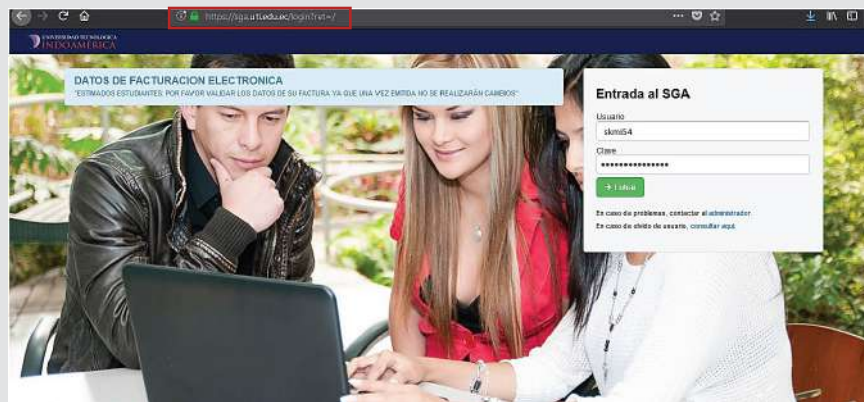 https://sga.uti.edu.ec/login?ret=/
UNIVERSIDAD TECNOLÓGICA
INDOAMÉRICA
DATOS DE FACTURACION ELECTRONICA
"ESTIMADOS ESTUDIANTES: POR FAVOR VALIDAR LOS DATOS DE SU FACTURA YA QUE UNA VEZ EMITIDA NO SE REALIZARÁN CAMBIOS"
Entrada al SGA
Usuario
skmi54
Clave
En caso de problemas, contactar al administrador.
En caso de olvido de usuario, consultar aquí.